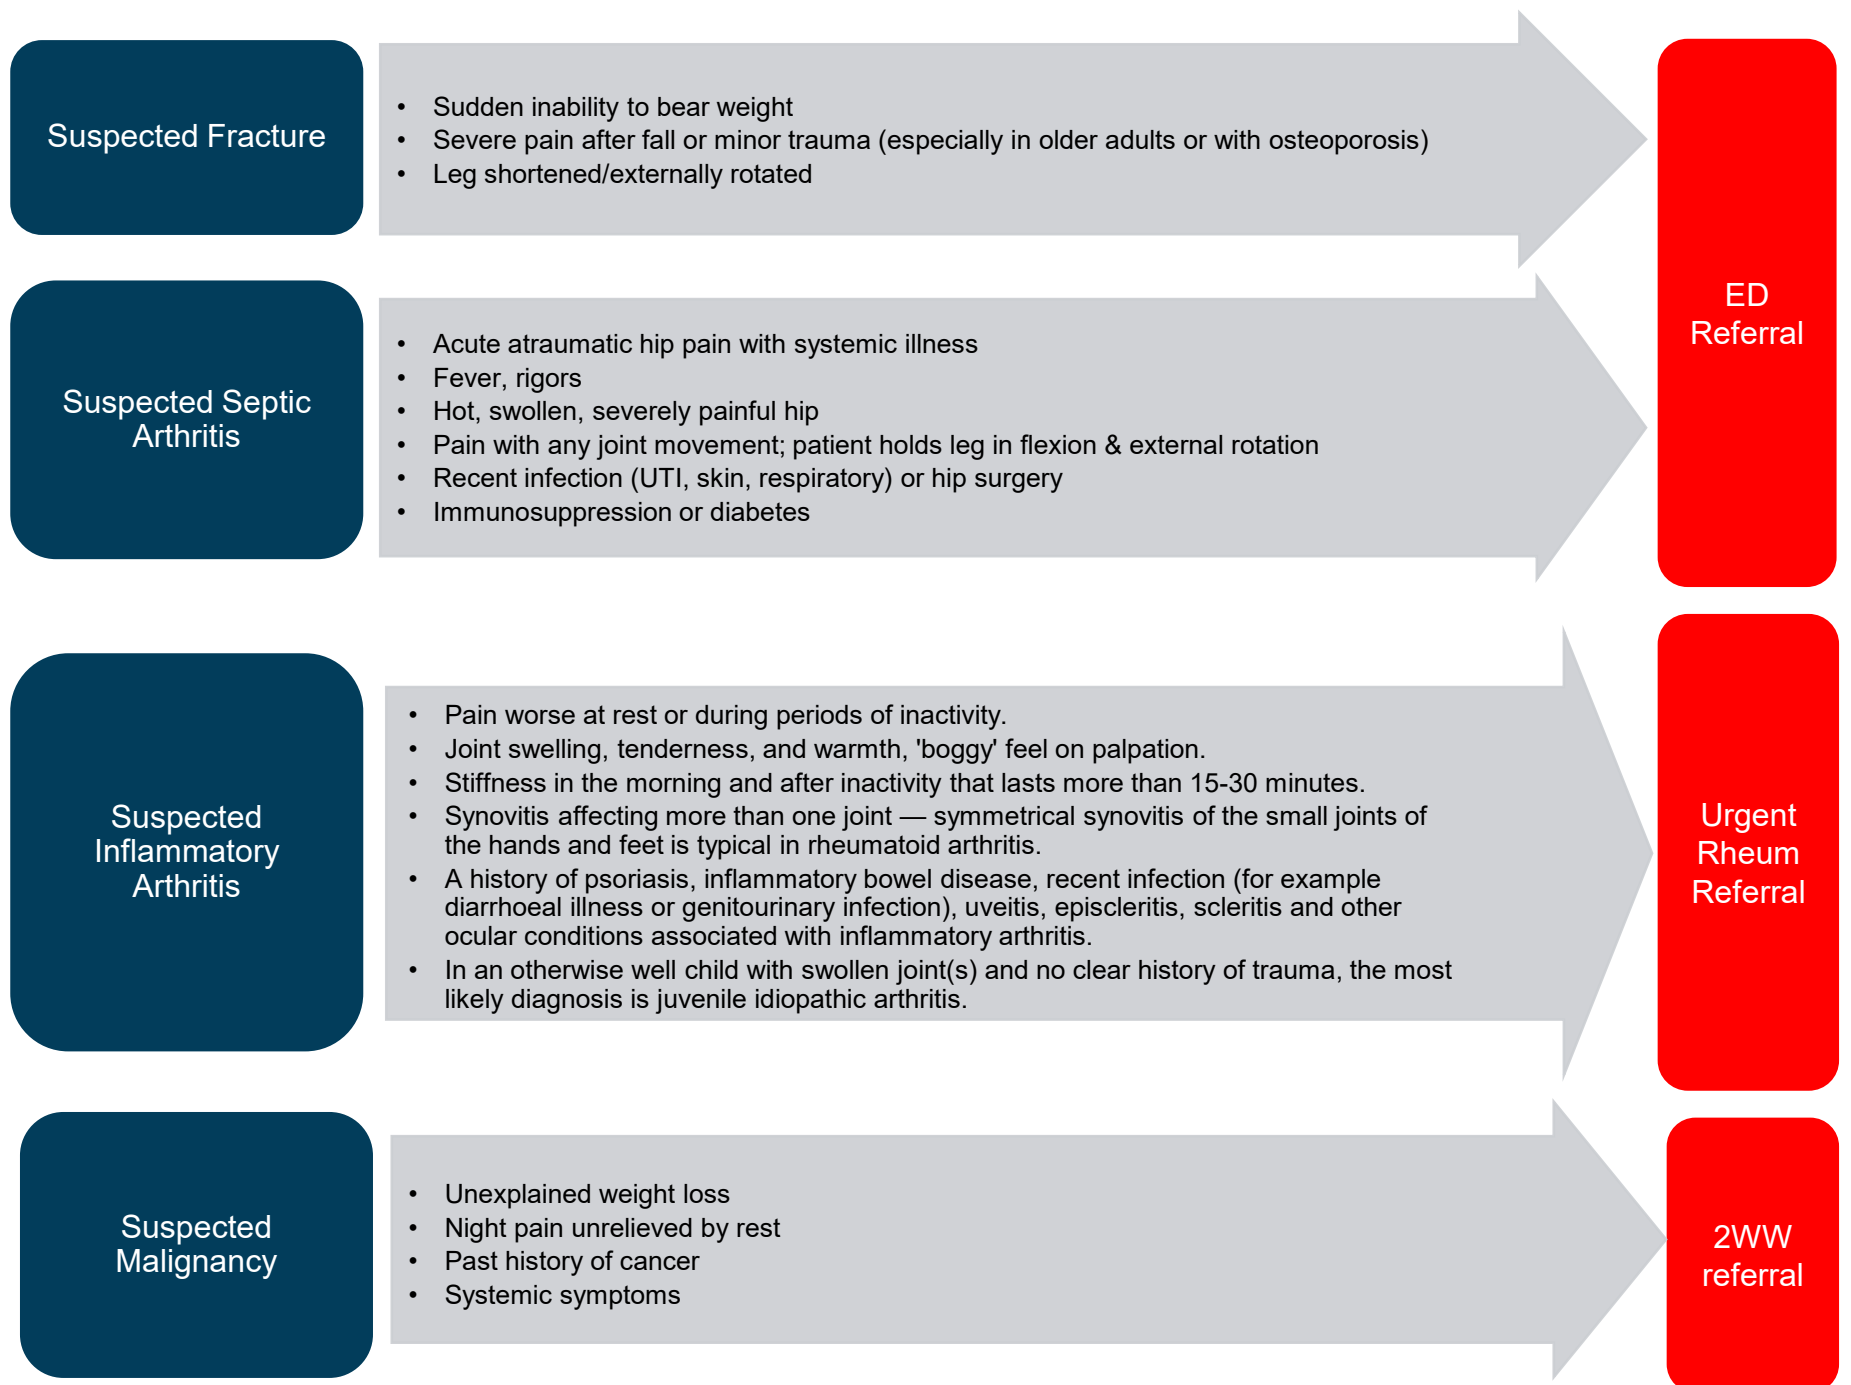 Suspected Fracture
• Sudden inability to bear weight
• Severe pain after fall or minor trauma (especially in older adults or with osteoporosis)
• Leg shortened/externally rotated
Suspected Septic
Arthritis
• Acute atraumatic hip pain with systemic illness
• Fever, rigors
• Hot, swollen, severely painful hip
• Pain with any joint movement; patient holds leg in flexion & external rotation
• Recent infection (UTI, skin, respiratory) or hip surgery
• Immunosuppression or diabetes
ED
Referral
Suspected
Inflammatory
Arthritis
• Pain worse at rest or during periods of inactivity.
• Joint swelling, tenderness, and warmth, 'boggy' feel on palpation.
• Stiffness in the morning and after inactivity that lasts more than 15-30 minutes.
• Synovitis affecting more than one joint — symmetrical synovitis of the small joints of
the hands and feet is typical in rheumatoid arthritis.
• A history of psoriasis, inflammatory bowel disease, recent infection (for example
diarrhoeal illness or genitourinary infection), uveitis, episcleritis, scleritis and other
ocular conditions associated with inflammatory arthritis.
• In an otherwise well child with swollen joint(s) and no clear history of trauma, the most
likely diagnosis is juvenile idiopathic arthritis.
Urgent
Rheum
Referral
Suspected
Malignancy
• Unexplained weight loss
• Night pain unrelieved by rest
• Past history of cancer
• Systemic symptoms
2WW
referral